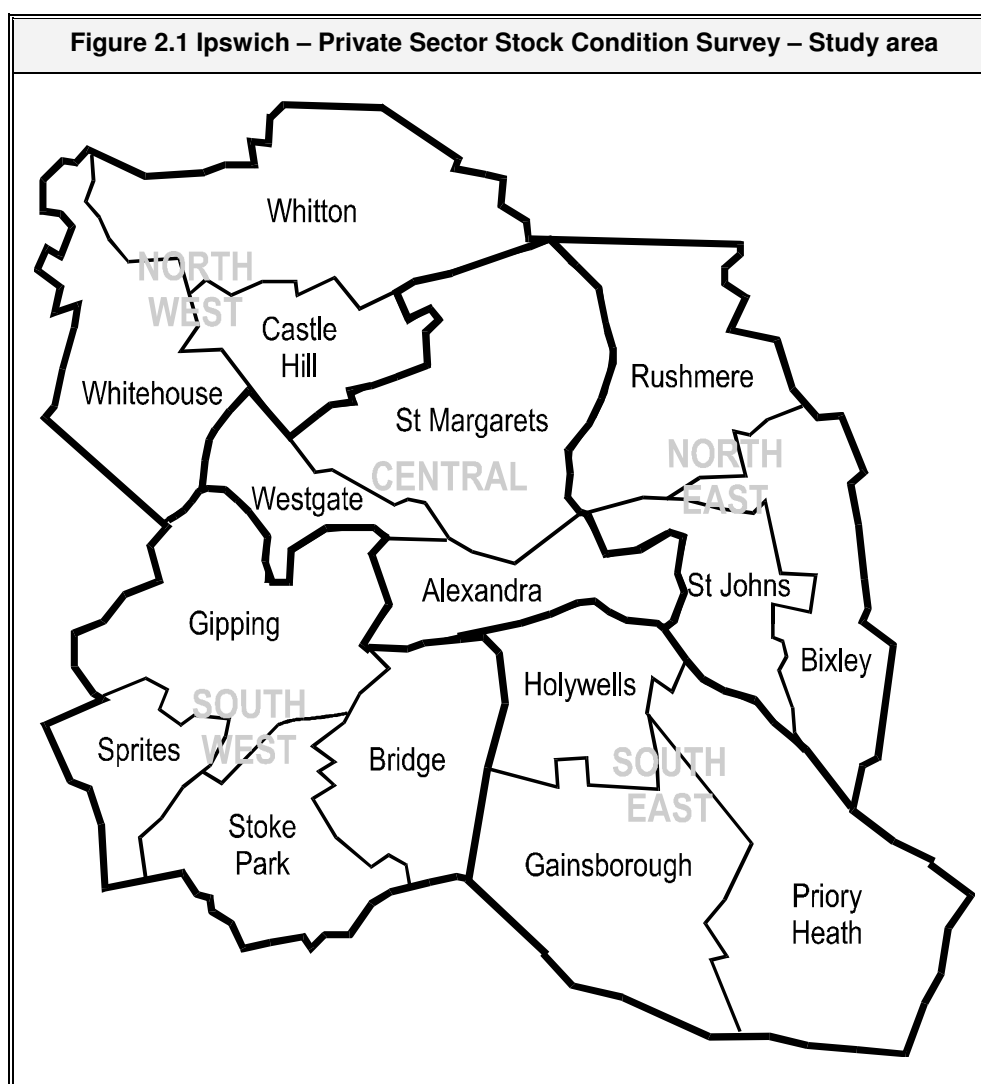 Figure 2.1 Ipswich – Private Sector Stock Condition Survey – Study area
Whitton
NORTH
WEST
Castle
Hill
Whitehouse
Rushmere
St Margarets
NORTH
EAST
CENTRAL
Westgate
St Johns
Alexandra
Gipping
Bixley
Holywells
SOUTH
WEST
Sprites
Bridge
SOUTH
EAST
Stoke
Park
Gainsborough
Priory
Heath